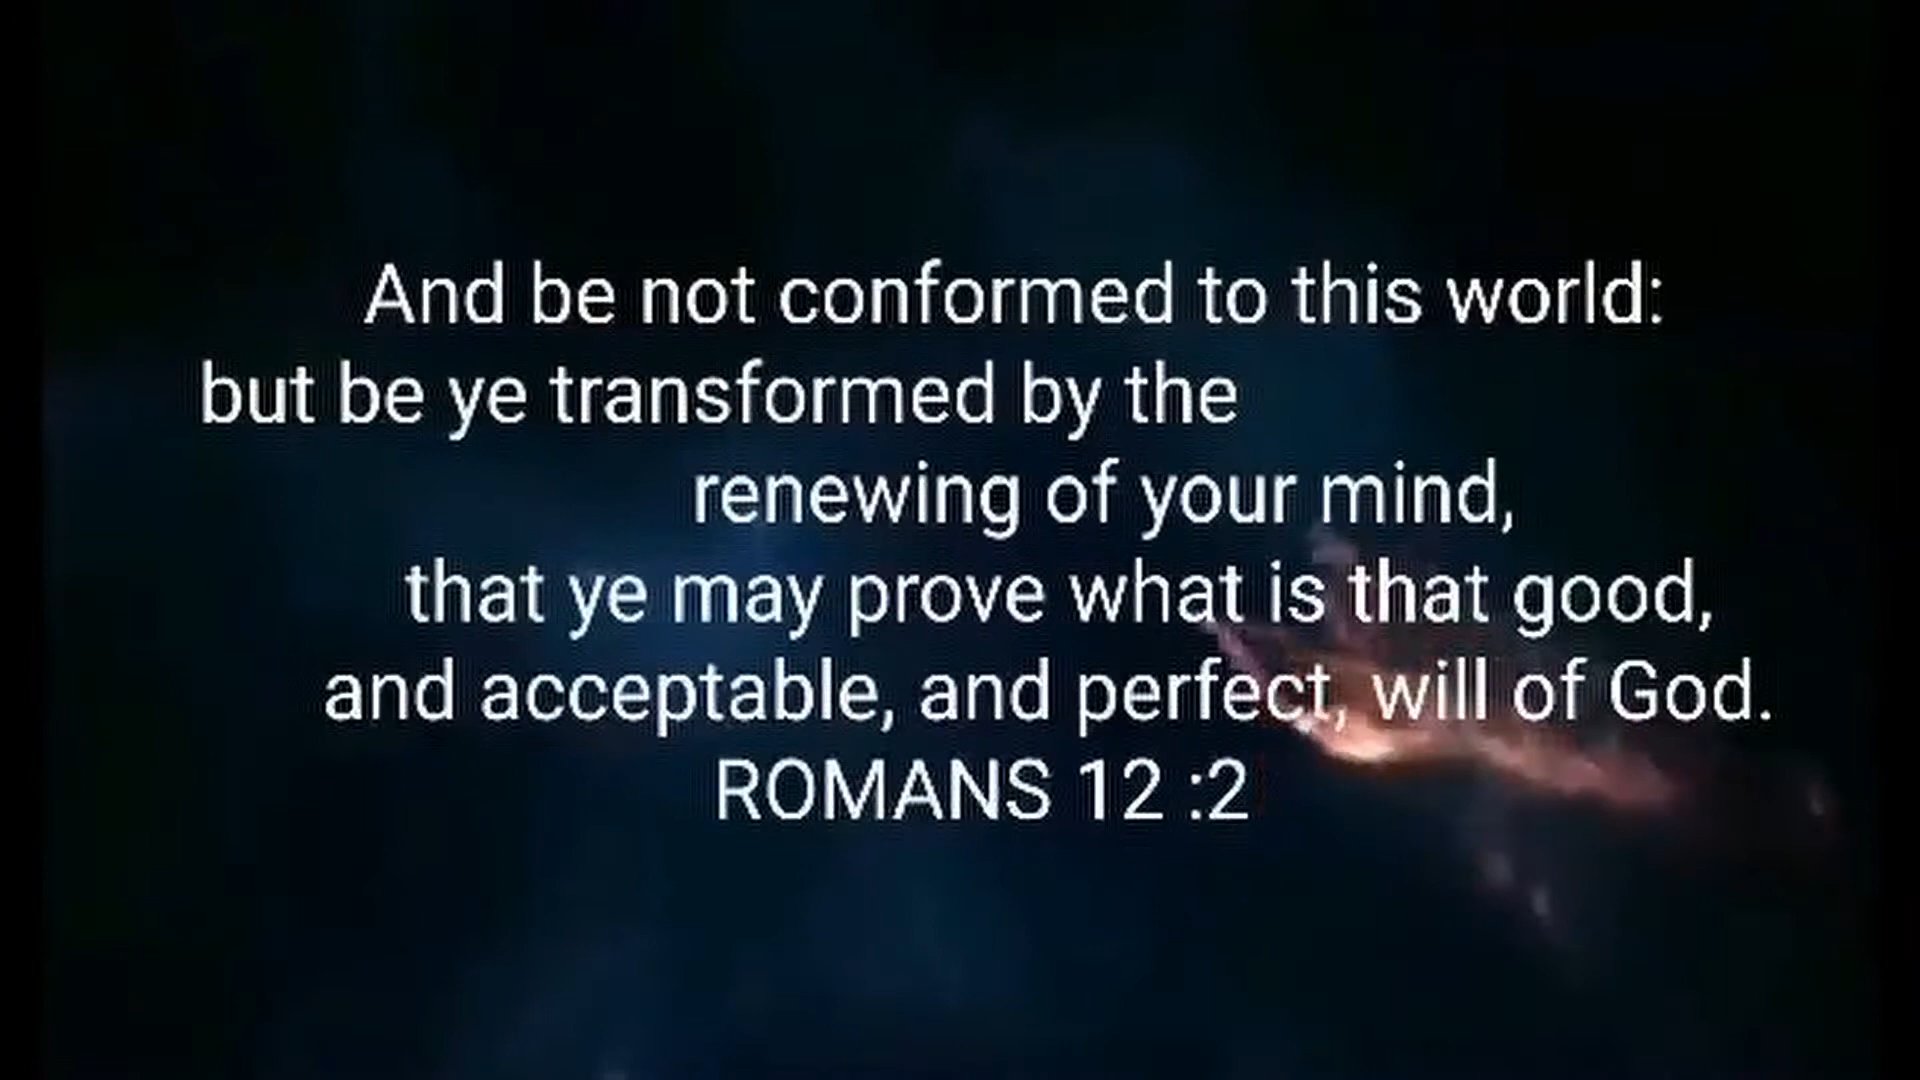 And be not conformed to this world:
but be ye transformed by the
renewing of your mind,
that ye may prove what is that good,
and acceptable, and perfect, will of God.
ROMANS 12 :2